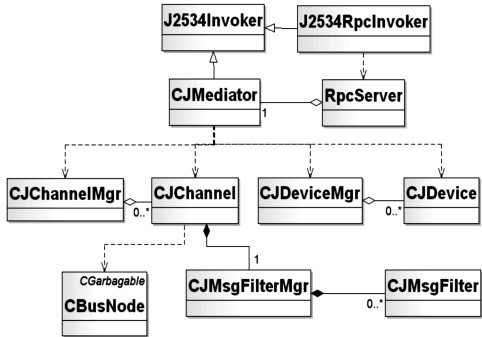 J2534Invoker
J2534RpcInvoker
CJMediator
RpcServer
1
CJChannelMgr
CJChannel
CJDeviceMgr
CJDevice
0..*
0..*
CGarbagable
CBusNode
1
CJMsgFilterMgr
CJMsgFilter
0..*